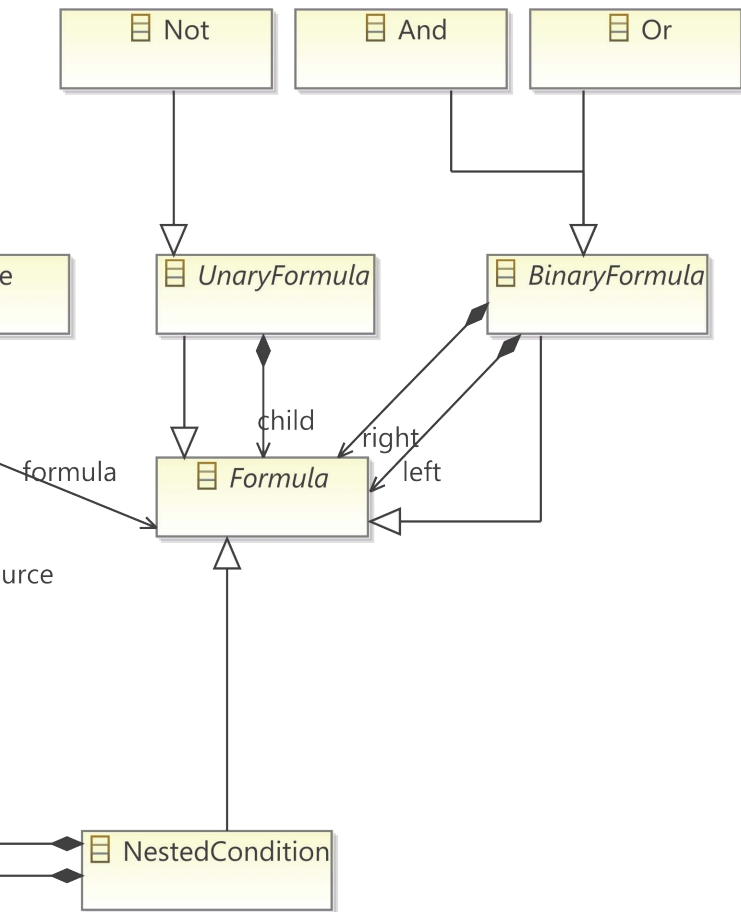 Not
And
Or
e
UnaryFormula
BinaryFormula
child
right
formula
Formula
left
urce
NestedCondition